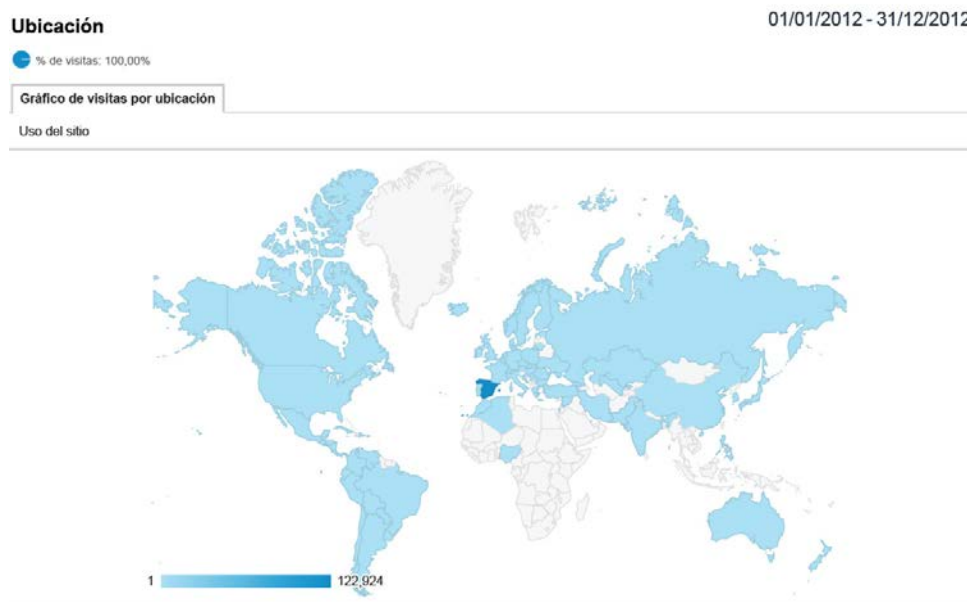 Ubicación
01/01/2012 - 31/12/2012
% de visitas: 100,00%
Gráfico de visitas por ubicación
Uso del sitio
1
122,924